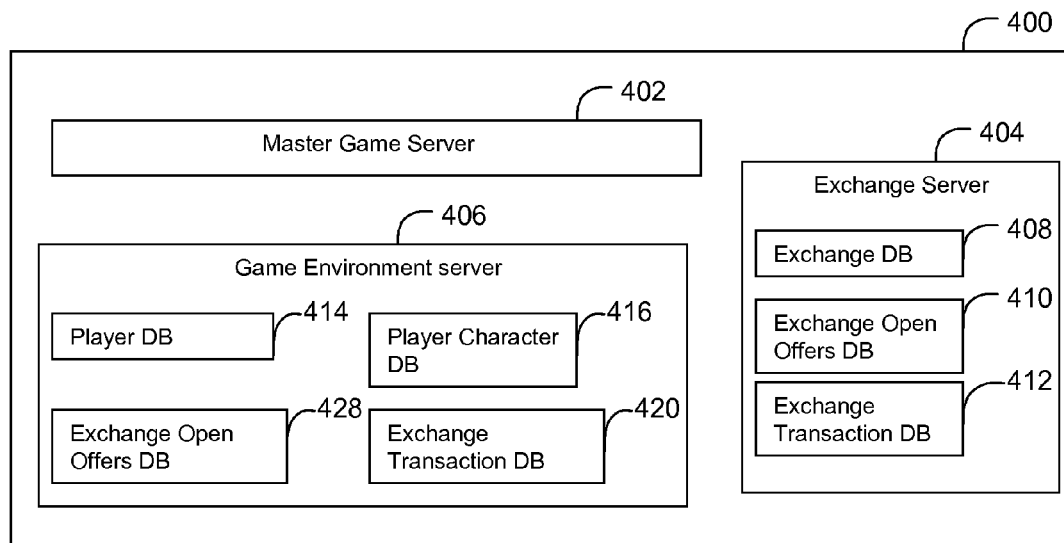 400
402
Master Game Server
404
Exchange Server
406
Game Environment server
408
Exchange DB
410
Exchange Open
Offers DB
412
Exchange
Transaction DB
414
Player DB
416
Player Character
DB
428
Exchange Open
Offers DB
420
Exchange
Transaction DB